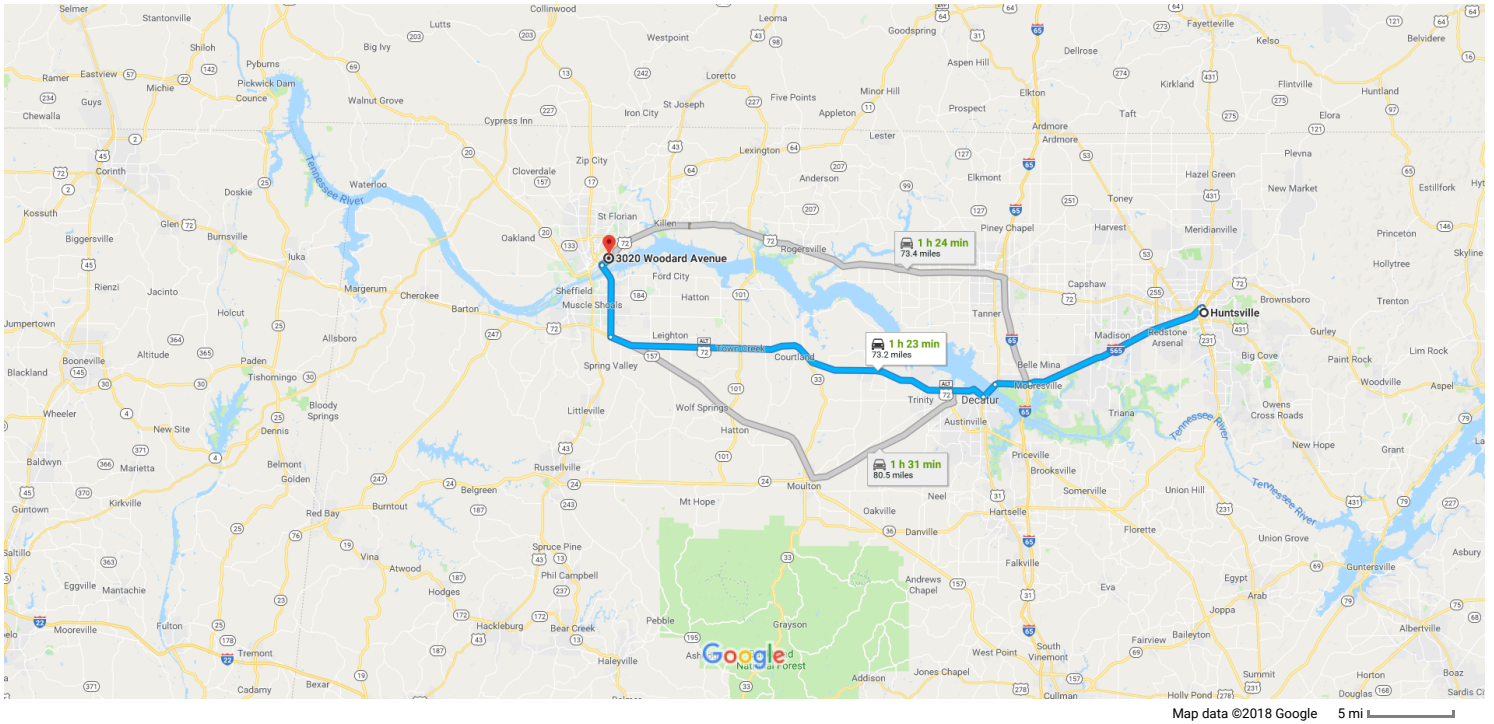 Selmer
Stantonville
Collinwood
Leoma
Goodspring
Fayetteville
Kelso
Belvidere
Lutts
Westpoint
Dellrose
Shiloh
Big Ivy
Aspen Hill
Ramer
Eastview
Michie
Pyburns
Pickwick Dam
Counce
Walnut Grove
Loretto
Minor Hill
Elkton
Kirkland
Flintville
Huntland
Guys
Chewalla
Cypress Inn
Iron City
St Joseph
Five Points
Appleton
Prospect
Taft
Elora
Lester
Ardmore
Ardmore
Plevna
Corinth
Tennessee River
Zip City
Lexington
Cloverdale
Anderson
Elkmont
Hazel Green
New Market
Estillfork
Doskie
Waterloo
Toney
Kossuth
Glen
Biggersville
Burnsville
St Florian
Killen
Oakland
Rogersville
Piney Chapel
Harvest
Meridianville
Princeton
Skyline
Hollytree
1 h 24 min
73.4 miles
3020 Woodard Avenue
Iuka
Rienzi
Jacinto
Margerum
Cherokee
Barton
Sheffield
Muscle Shoals
Ford City
Hatton
Capshaw
Tanner
Huntsville
Brownsboro
Trenton
Jumpertown
Holcut
Allsboro
Leighton
Town Creek
Courtland
1 h 23 min
73.2 miles
Madison
Redstone
Arsenal
Gurley
Paint Rock
Lim Rock
Big Cove
Booneville
Altitude
Paden
Tishomingo
Spring Valley
Belle Mina
Mooresville
Woodville
Aspel
Blackland
Wheeler
New Site
Bloody
Springs
Dennis
Littleville
Wolf Springs
Hatton
Trinity
Decatur
Austinville
Triana
Owens
Cross Roads
Tennessee
River
New Hope
Grant
Baldwyn
Marietta
Belmont
Golden
Russellville
1 h 31 min
80.5 miles
Priceville
Brooksville
Kirkville
Guntown
Burntout
Belgreen
Mt Hope
Moulton
Neel
Oakville
Somerville
Union Hill
Tennessee River
Red Bay
Hartselle
Danville
Florette
Saltillo
Vina
Atwood
Spruce Pine
Falkville
Union Grove
Guntersville
Asbury
Eggville
Mantachie
Hodges
Phil Campbell
Andrews
Chapel
Eva
Egypt
Arab
Joppa
Mooreville
Fulton
Hackleburg
Bear Creek
Pebble
Grayson
Baileyton
Fairview
Albertville
Tremont
Haleyville
Google
National Forest
West Point
South
Vinemont
Cadamy
Bexar
Addison
Jones Chapel
Cullman
Holly Pond
Summit
Horton
Douglas
Boaz
Sardis Ci
Map data ©2018 Google 5 mi